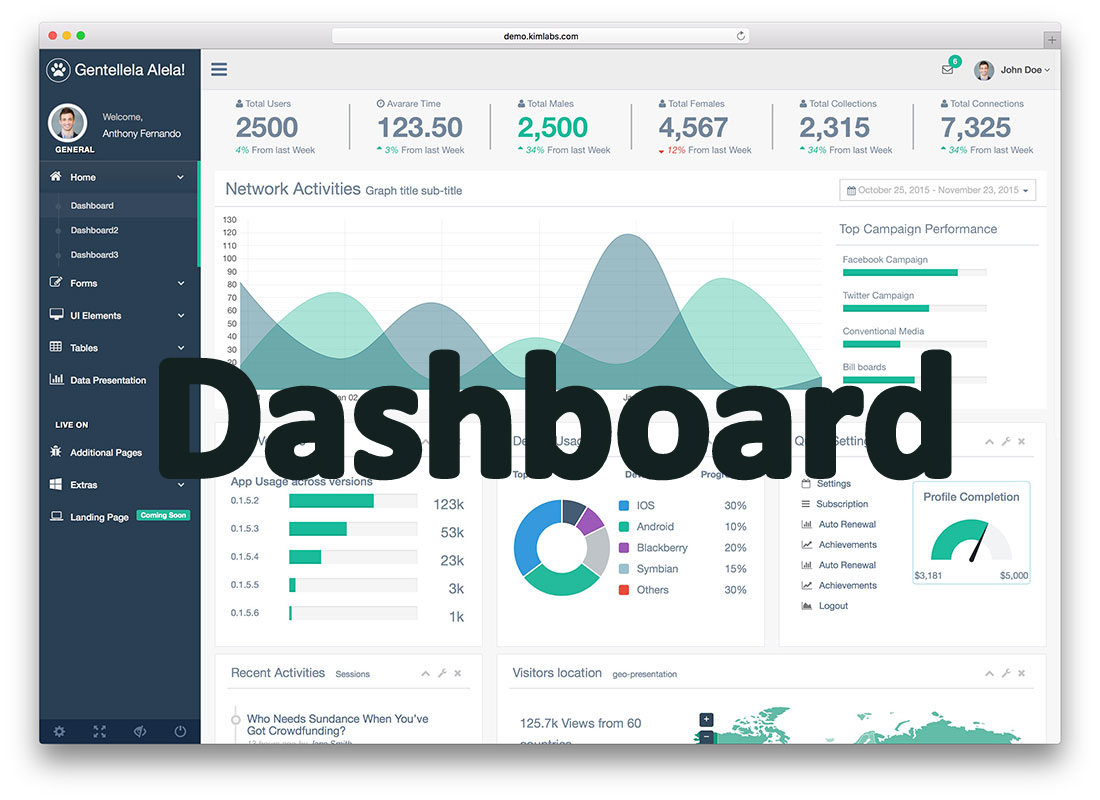 demo.kimlabs.com
Gentellela Alela!
6
John Doe
Welcome,
Anthony Fernando
GENERAL
Home
Dashboard
Dashboard2
Dashboard3
Forms
UI Elements
Tables
Data Presentation
LIVE ON
Additional Pages
Extras
Landing Page Coming Soon
Total Users
2500
4% From last Week
Avarare Time
123.50
3% From last Week
Total Males
2,500
34% From last Week
Total Females
4,567
12% From last Week
Total Collections
2,315
34% From last Week
Total Connections
7,325
34% From last Week
Network Activities Graph title sub-title
October 25, 2015 - November 23, 2015
130
120
110
100
90
80
70
60
50
40
30
20
Top Campaign Performance
Facebook Campaign
Twitter Campaign
Conventional Media
Bill boards
Dashboard
App Usage across versions
0.1.5.2 123k
0.1.5.3 53k
0.1.5.4 23k
0.1.5.5 3k
0.1.5.6 1k
IOS 30%
Android 10%
Blackberry 20%
Symbian 15%
Others 30%
Settings
Subscription
Auto Renewal
Achievements
Auto Renewal
Achievements
Logout
Profile Completion
$3,181 $5,000
Recent Activities Sessions
Who Needs Sundance When You've
Got Crowdfunding?
Visitors location geo-presentation
125.7k Views from 60
countries